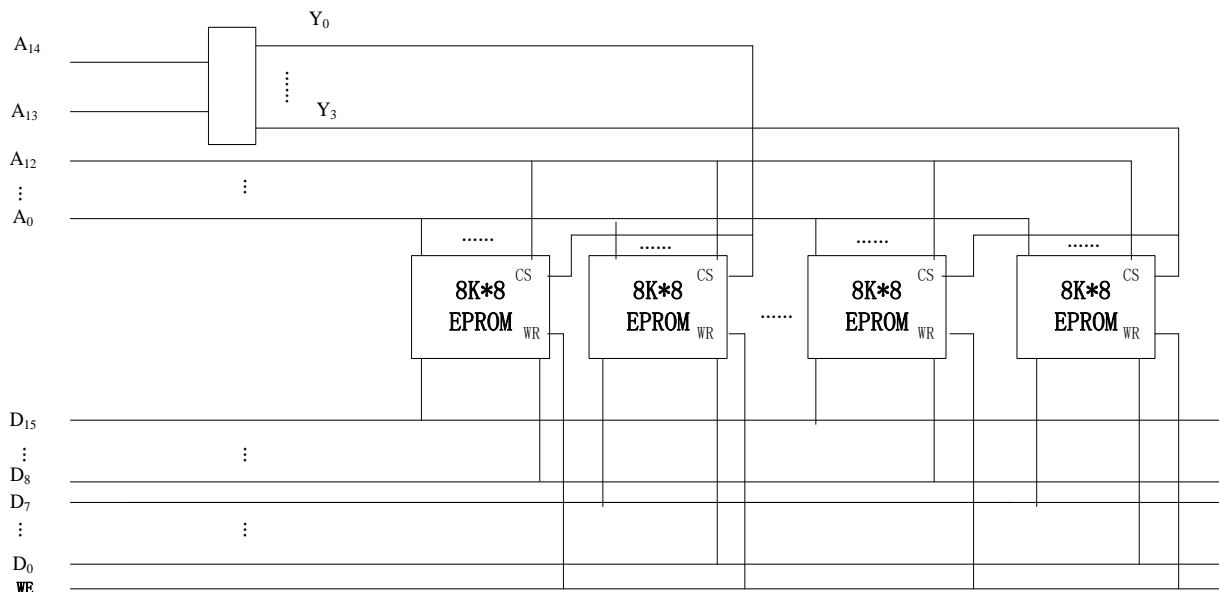 Y₀
A₁₄
Y₃
A₁₃
A₁₂
A₀
8K*8
EPROM
CS
WR
8K*8
EPROM
CS
WR
......
8K*8
EPROM
CS
WR
8K*8
EPROM
CS
WR
D₁₅
D₈
D₇
D₀
WE